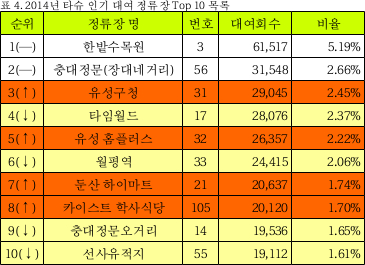 표 4. 2014년 타슈 인기 대여 정류장 Top 10 목록
순위 정류장 명 번호 대여회수 비율
1(—) 한밭수목원 3 61,517 5.19%
2(—) 충대정문(장대네거리) 56 31,548 2.66%
3(↑) 유성구청 31 29,045 2.45%
4(↓) 타임월드 17 28,076 2.37%
5(↑) 유성 홈플러스 32 26,357 2.22%
6(↓) 월평역 33 24,415 2.06%
7(↑) 둔산 하이마트 21 20,637 1.74%
8(↑) 카이스트 학사식당 105 20,120 1.70%
9(↓) 충대정문오거리 14 19,536 1.65%
10(↓) 선사유적지 55 19,112 1.61%